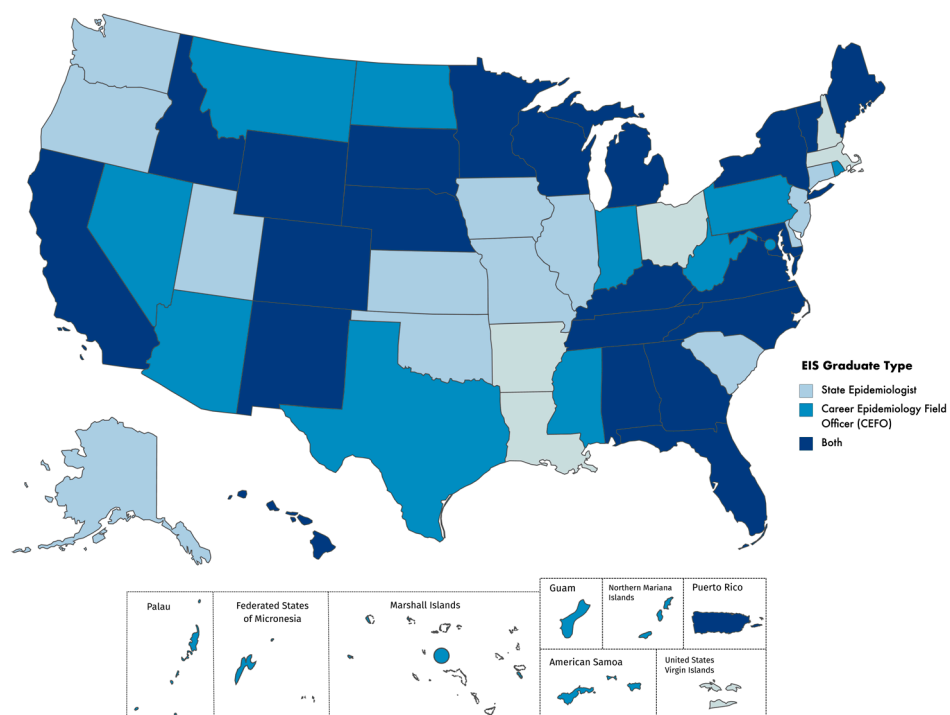 EIS Graduate Type
State Epidemiologist
Career Epidemiology Field
Officer (CEFO)
Both
Palau
Federated States
of Micronesia
Marshall Islands
Guam
Northern Mariana
Islands
Puerto Rico
American Samoa
United States
Virgin Islands